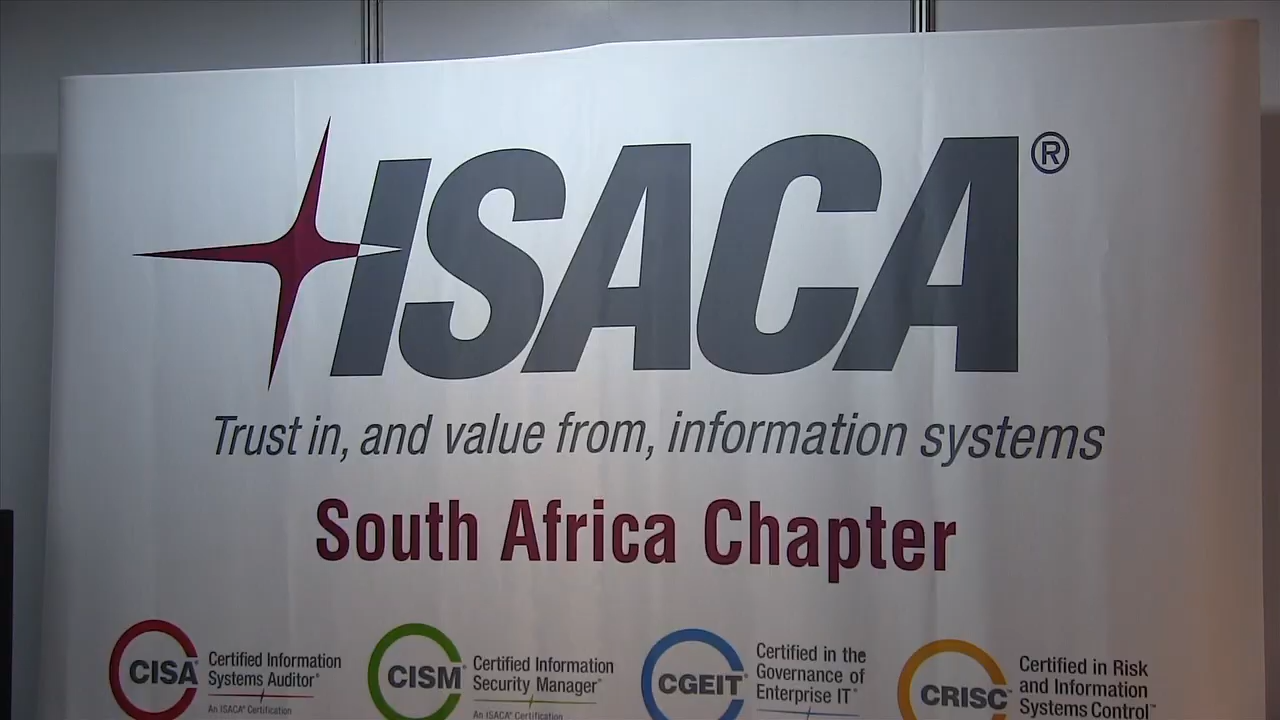 ISACA®
Trust in, and value from, information systems
South Africa Chapter
CISA® Certified Information
Systems Auditor®
An ISACA® Certification
CISM® Certified Information
Security Manager®
An ISACA® Certification
CGEIT® Certified in the
Governance of
Enterprise IT®
CRISC™ Certified in Risk
and Information
Systems Control™